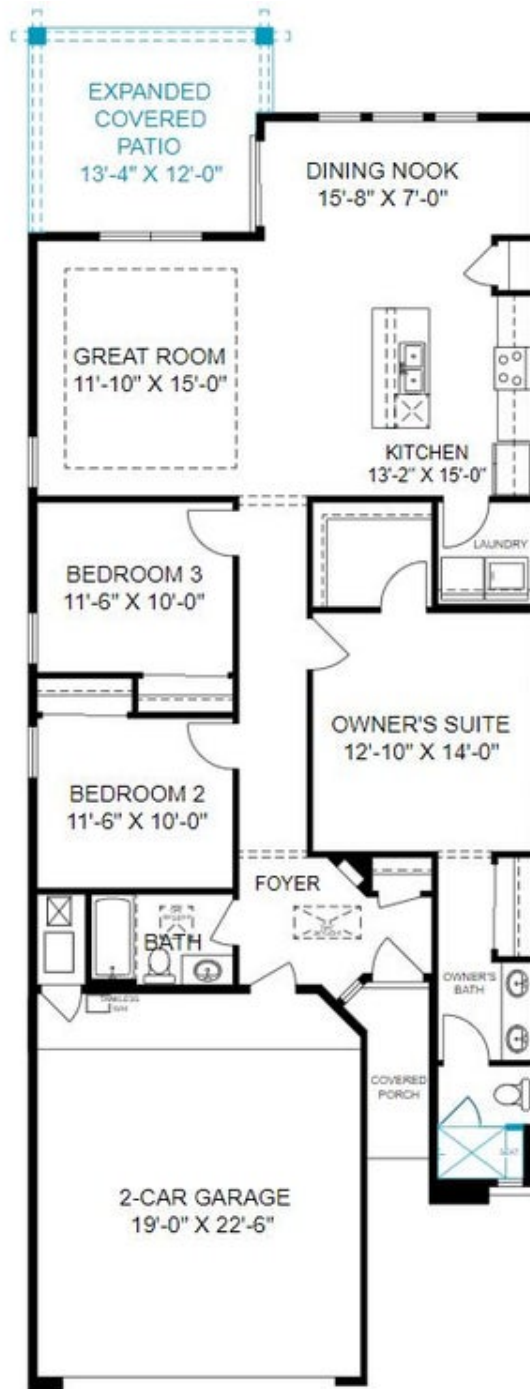 EXPANDED
COVERED
PATIO
13'-4" X 12'-0"
DINING NOOK
15'-8" X 7'-0"
GREAT ROOM
11'-10" X 15'-0"
KITCHEN
13'-2" X 15'-0"
LAUNDRY
BEDROOM 3
11'-6" X 10'-0"
OWNER'S SUITE
12'-10" X 14'-0"
BEDROOM 2
11'-6" X 10'-0"
FOYER
BATH
OWNER'S
BATH
TANKLESS
COVERED
PORCH
SEAT
2-CAR GARAGE
19'-0" X 22'-6"